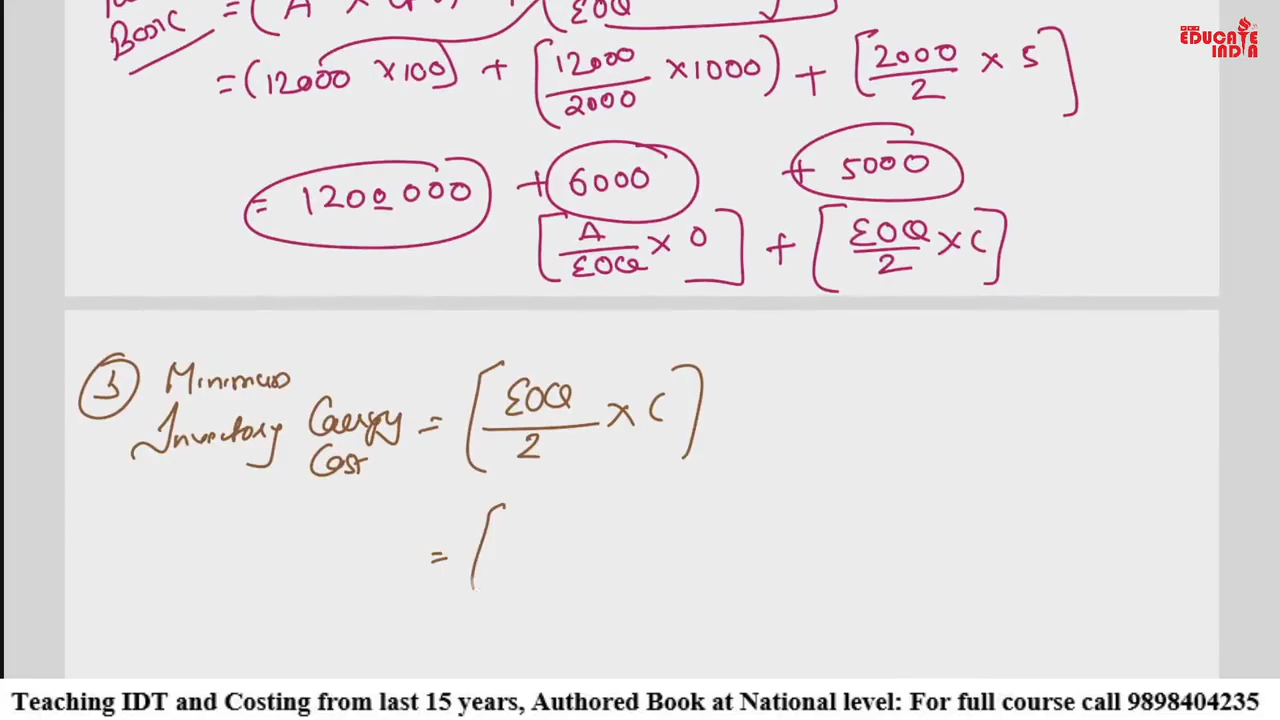 Basic = (A ×
EOQ
= (12000 × 100) + [12000/2000 × 1000) + [2000/2 × 5]
= 1200000 + 6000 + 5000
[A/EOQ × O] + [EOQ/2 × C]
3 Minimum
Inventory Carrying = [EOQ/2 × C]
Cost
= [
EDUCATE INDIA
Teaching IDT and Costing from last 15 years, Authored Book at National level: For full course call 9898404235